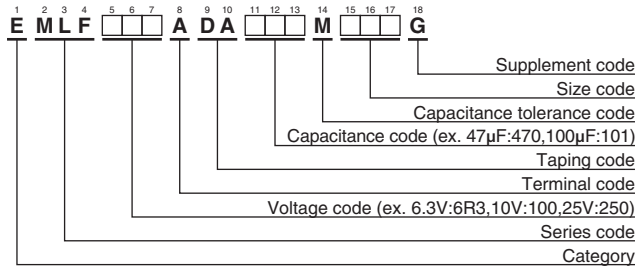 1 2 3 4 5 6 7 8 9 10 11 12 13 14 15 16 17 18
E M L F A D A M G
Supplement code
Size code
Capacitance tolerance code
Capacitance code (ex. 47µF:470,100µF:101)
Taping code
Terminal code
Voltage code (ex. 6.3V:6R3,10V:100,25V:250)
Series code
Category